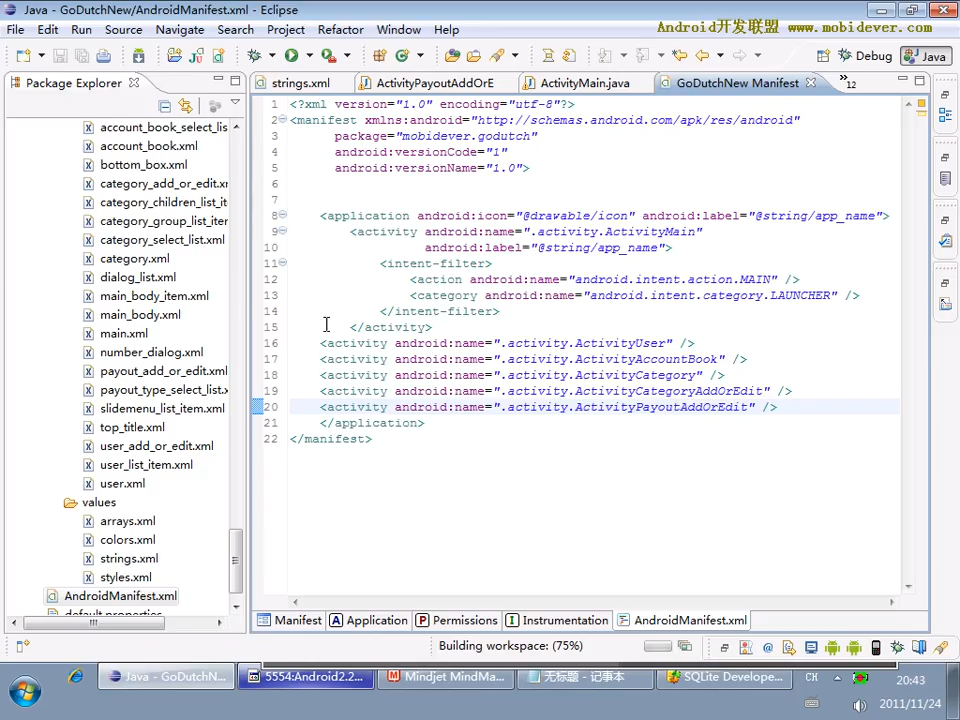 Java - GoDutchNew/AndroidManifest.xml - Eclipse
File Edit Run Source Navigate Search Project Refactor Window Help
Android开发联盟
www.mobidever.com
Debug
Java
Package Explorer
strings.xml
ActivityPayoutAddOrE
ActivityMain.java
GoDutchNew Manifest
»12
account_book_select_lis
account_book.xml
bottom_box.xml
category_add_or_edit.xr
category_children_list_it
category_group_list_iter
category_select_list.xml
category.xml
dialog_list.xml
main_body_item.xml
main_body.xml
main.xml
number_dialog.xml
payout_add_or_edit.xm
payout_type_select_list.x
slidemenu_list_item.xml
top_title.xml
user_add_or_edit.xml
user_list_item.xml
user.xml
values
arrays.xml
colors.xml
strings.xml
styles.xml
AndroidManifest.xml
default.properties
1 <?xml version="1.0" encoding="utf-8"?>
2 <manifest xmlns:android="http://schemas.android.com/apk/res/android"
3 package="mobidever.godutch"
4 android:versionCode="1"
5 android:versionName="1.0">
6
7
8 <application android:icon="@drawable/icon" android:label="@string/app_name">
9 <activity android:name=".activity.ActivityMain"
10 android:label="@string/app_name">
11 <intent-filter>
12 <action android:name="android.intent.action.MAIN" />
13 <category android:name="android.intent.category.LAUNCHER" />
14 </intent-filter>
15 </activity>
16 <activity android:name=".activity.ActivityUser" />
17 <activity android:name=".activity.ActivityAccountBook" />
18 <activity android:name=".activity.ActivityCategory" />
19 <activity android:name=".activity.ActivityCategoryAddOrEdit" />
20 <activity android:name=".activity.ActivityPayoutAddOrEdit" />
21 </application>
22 </manifest>
Manifest
A Application
P Permissions
I Instrumentation
AndroidManifest.xml
Building workspace: (75%)
Java - GoDutchN...
5554:Android2.2...
Mindjet MindMa...
无标题 - 记事本
SQLite Develope...
CH
20:43
2011/11/24